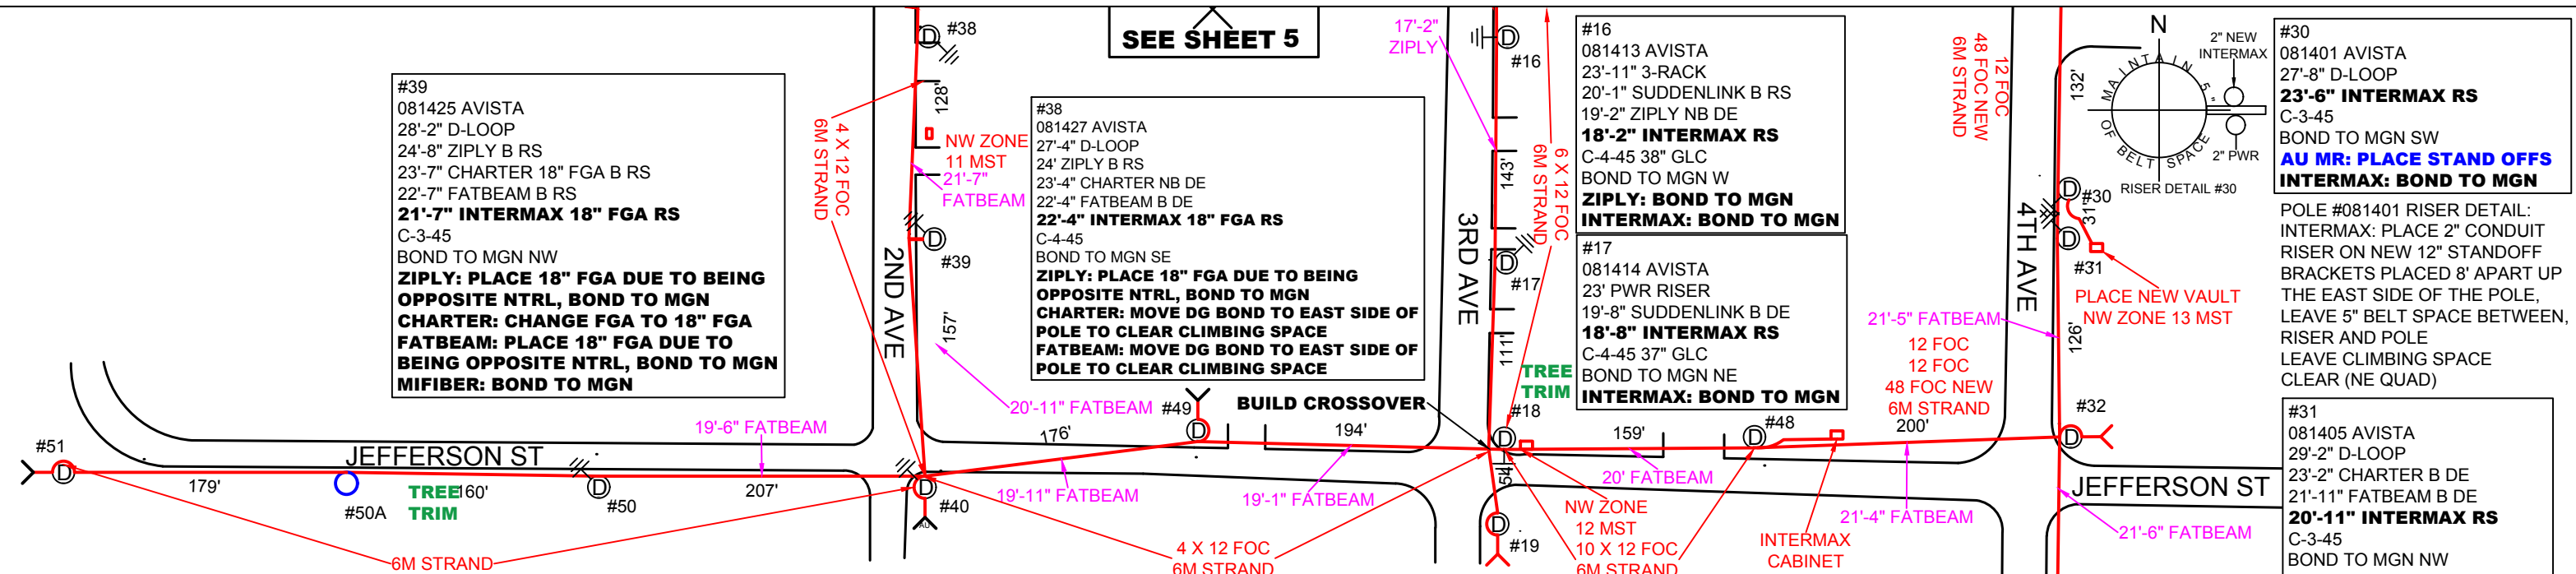 SEE SHEET 5
#38
#39
081425 AVISTA
28'-2" D-LOOP
24'-8" ZIPLY B RS
23'-7" CHARTER 18" FGA B RS
22'-7" FATBEAM B RS
21'-7" INTERMAX 18" FGA RS
C-3-45
BOND TO MGN NW
ZIPLY: PLACE 18" FGA DUE TO BEING
OPPOSITE NTRL, BOND TO MGN
CHARTER: CHANGE FGA TO 18" FGA
FATBEAM: PLACE 18" FGA DUE TO
BEING OPPOSITE NTRL, BOND TO MGN
MIFIBER: BOND TO MGN
4 X 12 FOC
6M STRAND
128'
NW ZONE
11 MST
21'-7"
FATBEAM
#39
2ND AVE
157'
20'-11" FATBEAM
#38
081427 AVISTA
27'-4" D-LOOP
24' ZIPLY B RS
23'-4" CHARTER NB DE
22'-4" FATBEAM B DE
22'-4" INTERMAX 18" FGA RS
C-4-45
BOND TO MGN SE
ZIPLY: PLACE 18" FGA DUE TO BEING
OPPOSITE NTRL, BOND TO MGN
CHARTER: MOVE DG BOND TO EAST SIDE OF
POLE TO CLEAR CLIMBING SPACE
FATBEAM: MOVE DG BOND TO EAST SIDE OF
POLE TO CLEAR CLIMBING SPACE
17'-2"
ZIPLY
#16
6 X 12 FOC
6M STRAND
143'
3RD AVE
#17
111'
TREE
TRIM
#16
081413 AVISTA
23'-11" 3-RACK
20'-1" SUDDENLINK B RS
19'-2" ZIPLY NB DE
18'-2" INTERMAX RS
C-4-45 38" GLC
BOND TO MGN W
ZIPLY: BOND TO MGN
INTERMAX: BOND TO MGN
#17
081414 AVISTA
23' PWR RISER
19'-8" SUDDENLINK B DE
18'-8" INTERMAX RS
C-4-45 37" GLC
BOND TO MGN NE
INTERMAX: BOND TO MGN
12 FOC
48 FOC NEW
6M STRAND
4TH AVE
132'
N
MAINTAIN 5"
OF BELT SPACE
2" NEW
INTERMAX
2" PWR
RISER DETAIL #30
#30
31'
#31
PLACE NEW VAULT
NW ZONE 13 MST
126'
#30
081401 AVISTA
27'-8" D-LOOP
23'-6" INTERMAX RS
C-3-45
BOND TO MGN SW
AU MR: PLACE STAND OFFS
INTERMAX: BOND TO MGN
POLE #081401 RISER DETAIL:
INTERMAX: PLACE 2" CONDUIT
RISER ON NEW 12" STANDOFF
BRACKETS PLACED 8' APART UP
THE EAST SIDE OF THE POLE,
LEAVE 5" BELT SPACE BETWEEN,
RISER AND POLE
LEAVE CLIMBING SPACE
CLEAR (NE QUAD)
#31
081405 AVISTA
29'-2" D-LOOP
23'-2" CHARTER B DE
21'-11" FATBEAM B DE
20'-11" INTERMAX RS
C-3-45
BOND TO MGN NW
#51
JEFFERSON ST
179'
#50A
TREE
TRIM
160'
#50
19'-6" FATBEAM
207'
#40
AU
6M STRAND
176'
#49
19'-11" FATBEAM
BUILD CROSSOVER
194'
19'-1" FATBEAM
4 X 12 FOC
6M STRAND
#18
54'
#19
159'
20' FATBEAM
NW ZONE
12 MST
10 X 12 FOC
6M STRAND
#48
INTERMAX
CABINET
21'-5" FATBEAM
12 FOC
12 FOC
48 FOC NEW
6M STRAND
200'
21'-4" FATBEAM
#32
JEFFERSON ST
21'-6" FATBEAM